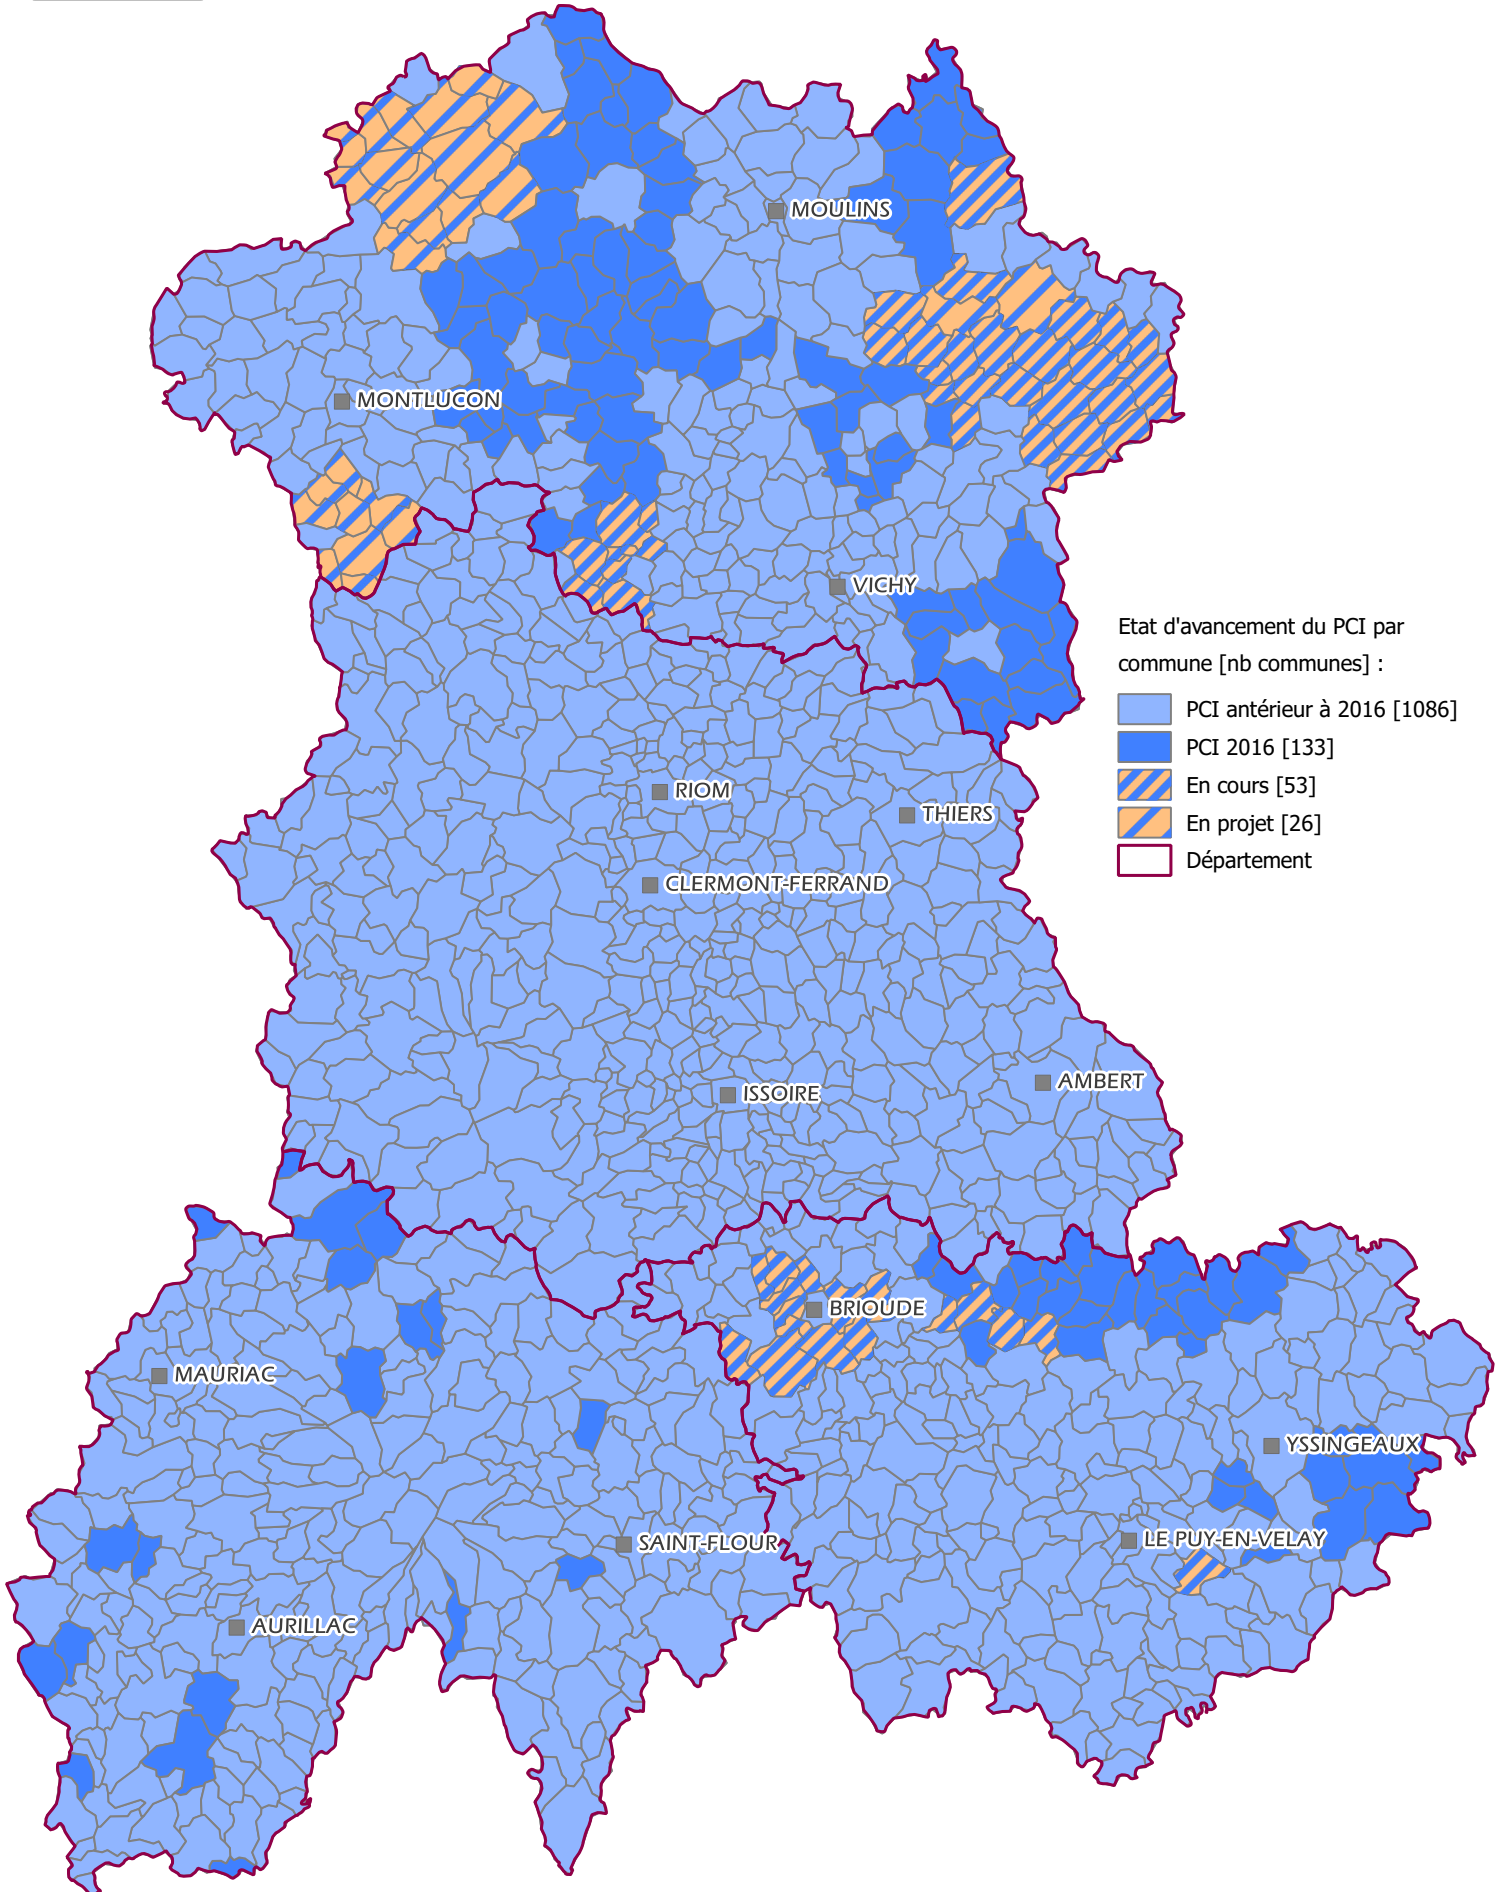 MOULINS
MONTLUCON
VICHY
Etat d'avancement du PCI par
commune [nb communes] :
PCI antérieur à 2016 [1086]
PCI 2016 [133]
En cours [53]
En projet [26]
Département
RIOM
THIERS
CLERMONT-FERRAND
AMBERT
ISSOIRE
BRIOUDE
MAURIAC
YSSINGEAUX
SAINT-FLOUR
LE PUY-EN-VELAY
AURILLAC